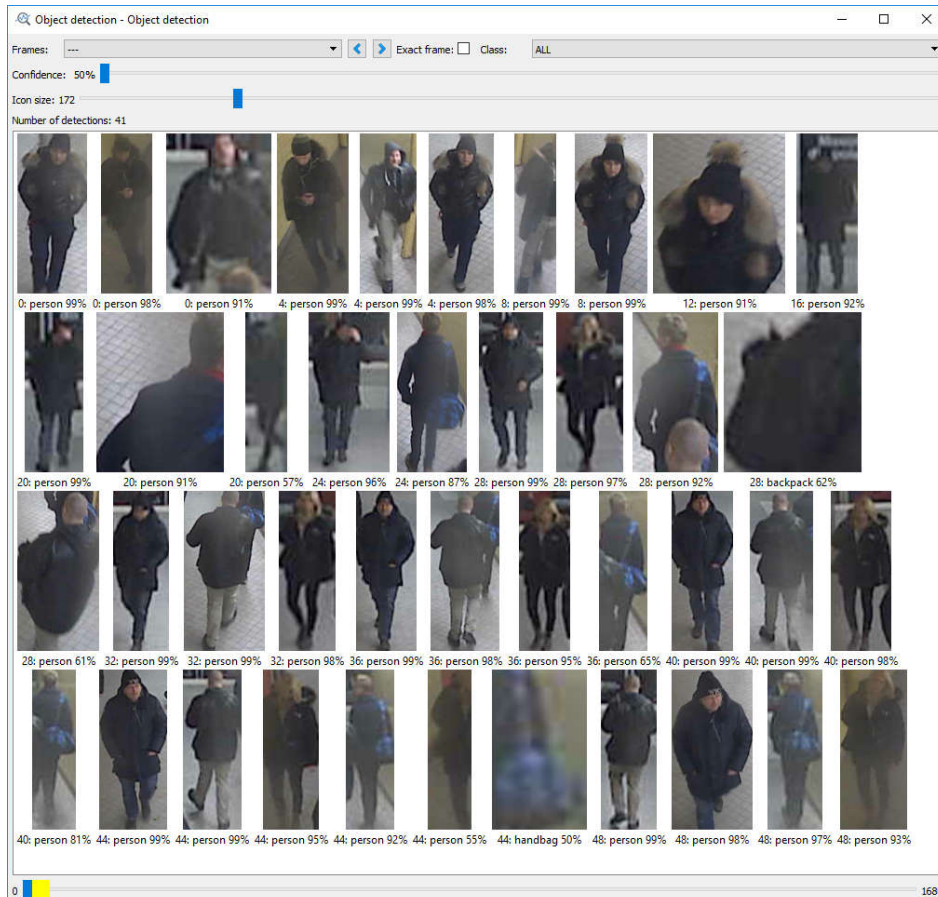 Object detection - Object detection
Frames: --- Exact frame: Class: ALL
Confidence: 50%
Icon size: 172
Number of detections: 41
0: person 99% 0: person 98% 0: person 91% 4: person 99% 4: person 99% 4: person 98% 8: person 99% 8: person 99% 12: person 91% 16: person 92%
20: person 99% 20: person 91% 20: person 57% 24: person 96% 24: person 87% 28: person 99% 28: person 97% 28: person 92% 28: backpack 62%
28: person 61% 32: person 99% 32: person 99% 32: person 98% 36: person 99% 36: person 98% 36: person 95% 36: person 65% 40: person 99% 40: person 99% 40: person 98%
40: person 81% 44: person 99% 44: person 99% 44: person 95% 44: person 92% 44: person 55% 44: handbag 50% 48: person 99% 48: person 98% 48: person 97% 48: person 93%
0 168